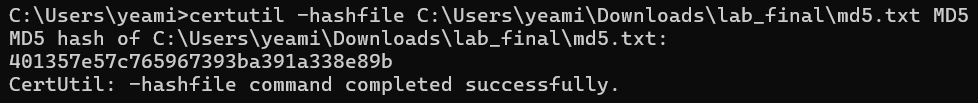 C:\Users\yeami>certutil -hashfile C:\Users\yeami\Downloads\lab_final\md5.txt MD5
MD5 hash of C:\Users\yeami\Downloads\lab_final\md5.txt:
401357e57c765967393ba391a338e89b
CertUtil: -hashfile command completed successfully.